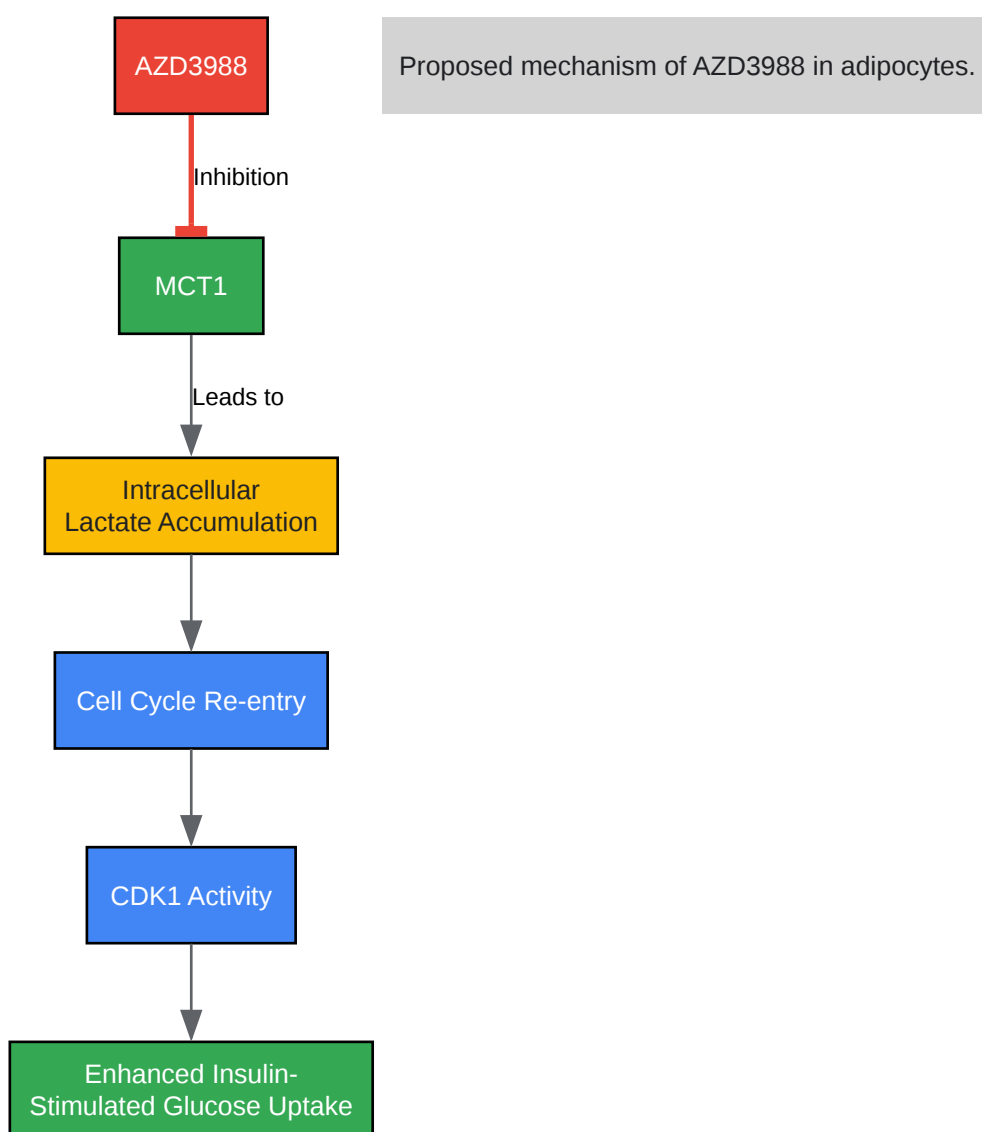 AZD3988
Proposed mechanism of AZD3988 in adipocytes.
Inhibition
MCT1
Leads to
Intracellular
Lactate Accumulation
Cell Cycle Re-entry
CDK1 Activity
Enhanced Insulin-
Stimulated Glucose Uptake